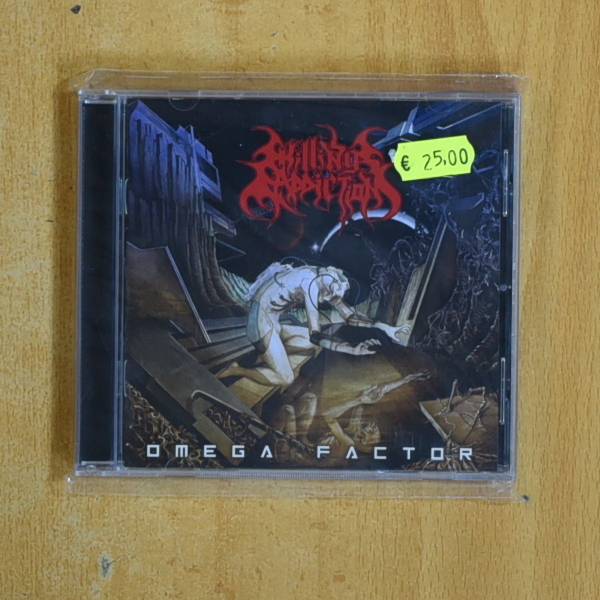 Killing
Addiction
€ 25,00
OMEGA FACTOR